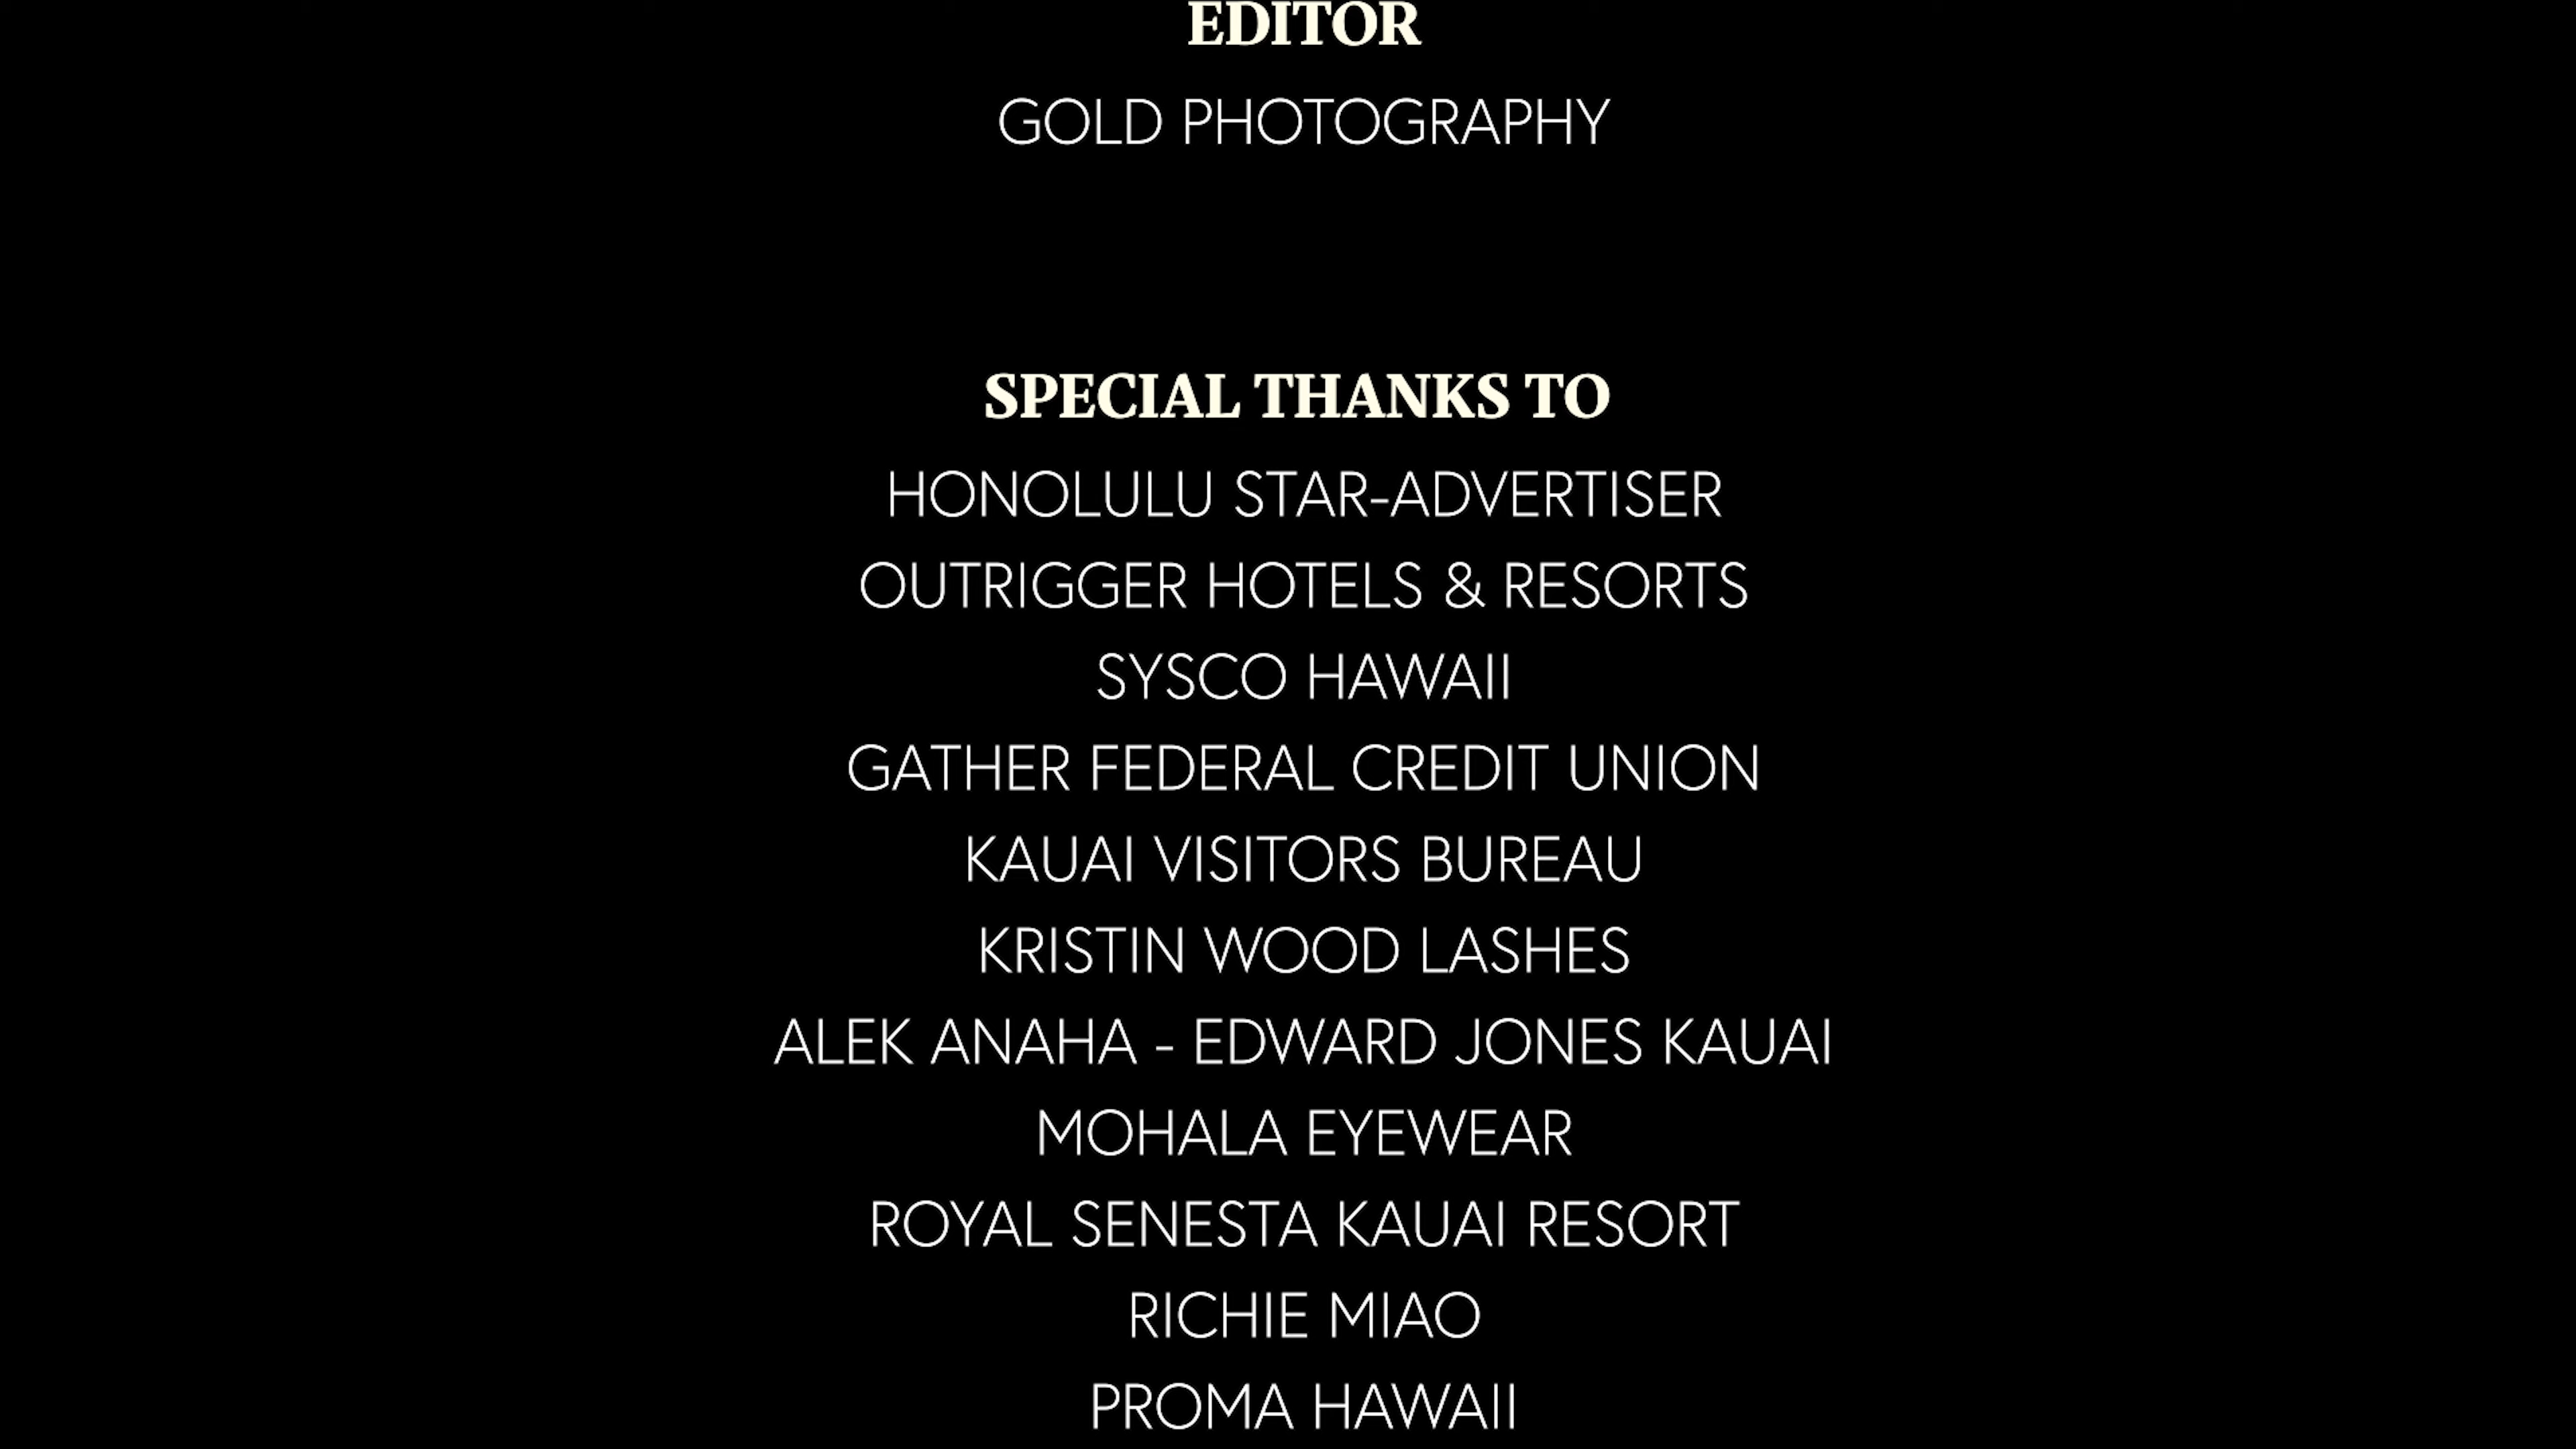 EDITOR
GOLD PHOTOGRAPHY
SPECIAL THANKS TO
HONOLULU STAR-ADVERTISER
OUTRIGGER HOTELS & RESORTS
SYSCO HAWAII
GATHER FEDERAL CREDIT UNION
KAUAI VISITORS BUREAU
KRISTIN WOOD LASHES
ALEK ANAHA - EDWARD JONES KAUAI
MOHALA EYEWEAR
ROYAL SENESTA KAUAI RESORT
RICHIE MIAO
PROMA HAWAII